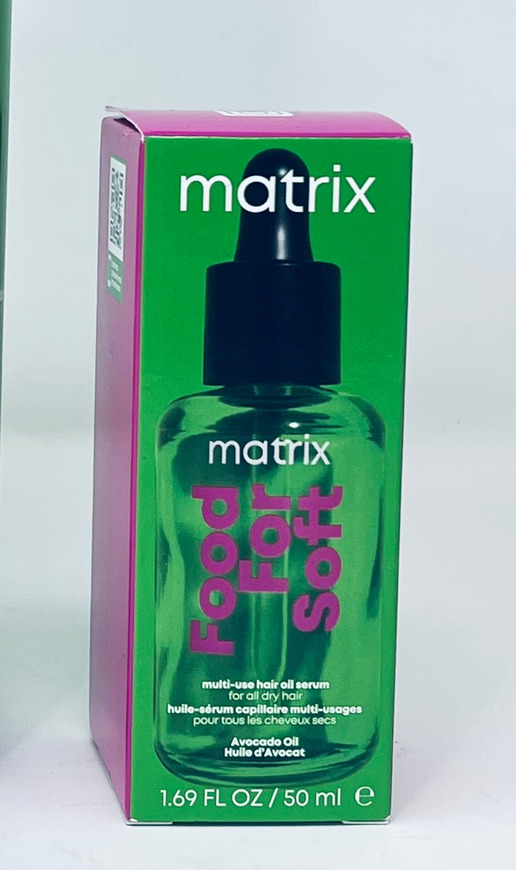 matrix
matrix
Food
For
Soft
multi-use hair oil serum
for all dry hair
huile-sérum capillaire multi-usages
pour tous les cheveux secs
Avocado Oil
Huile d'Avocat
1.69 FL OZ / 50 ml ℮